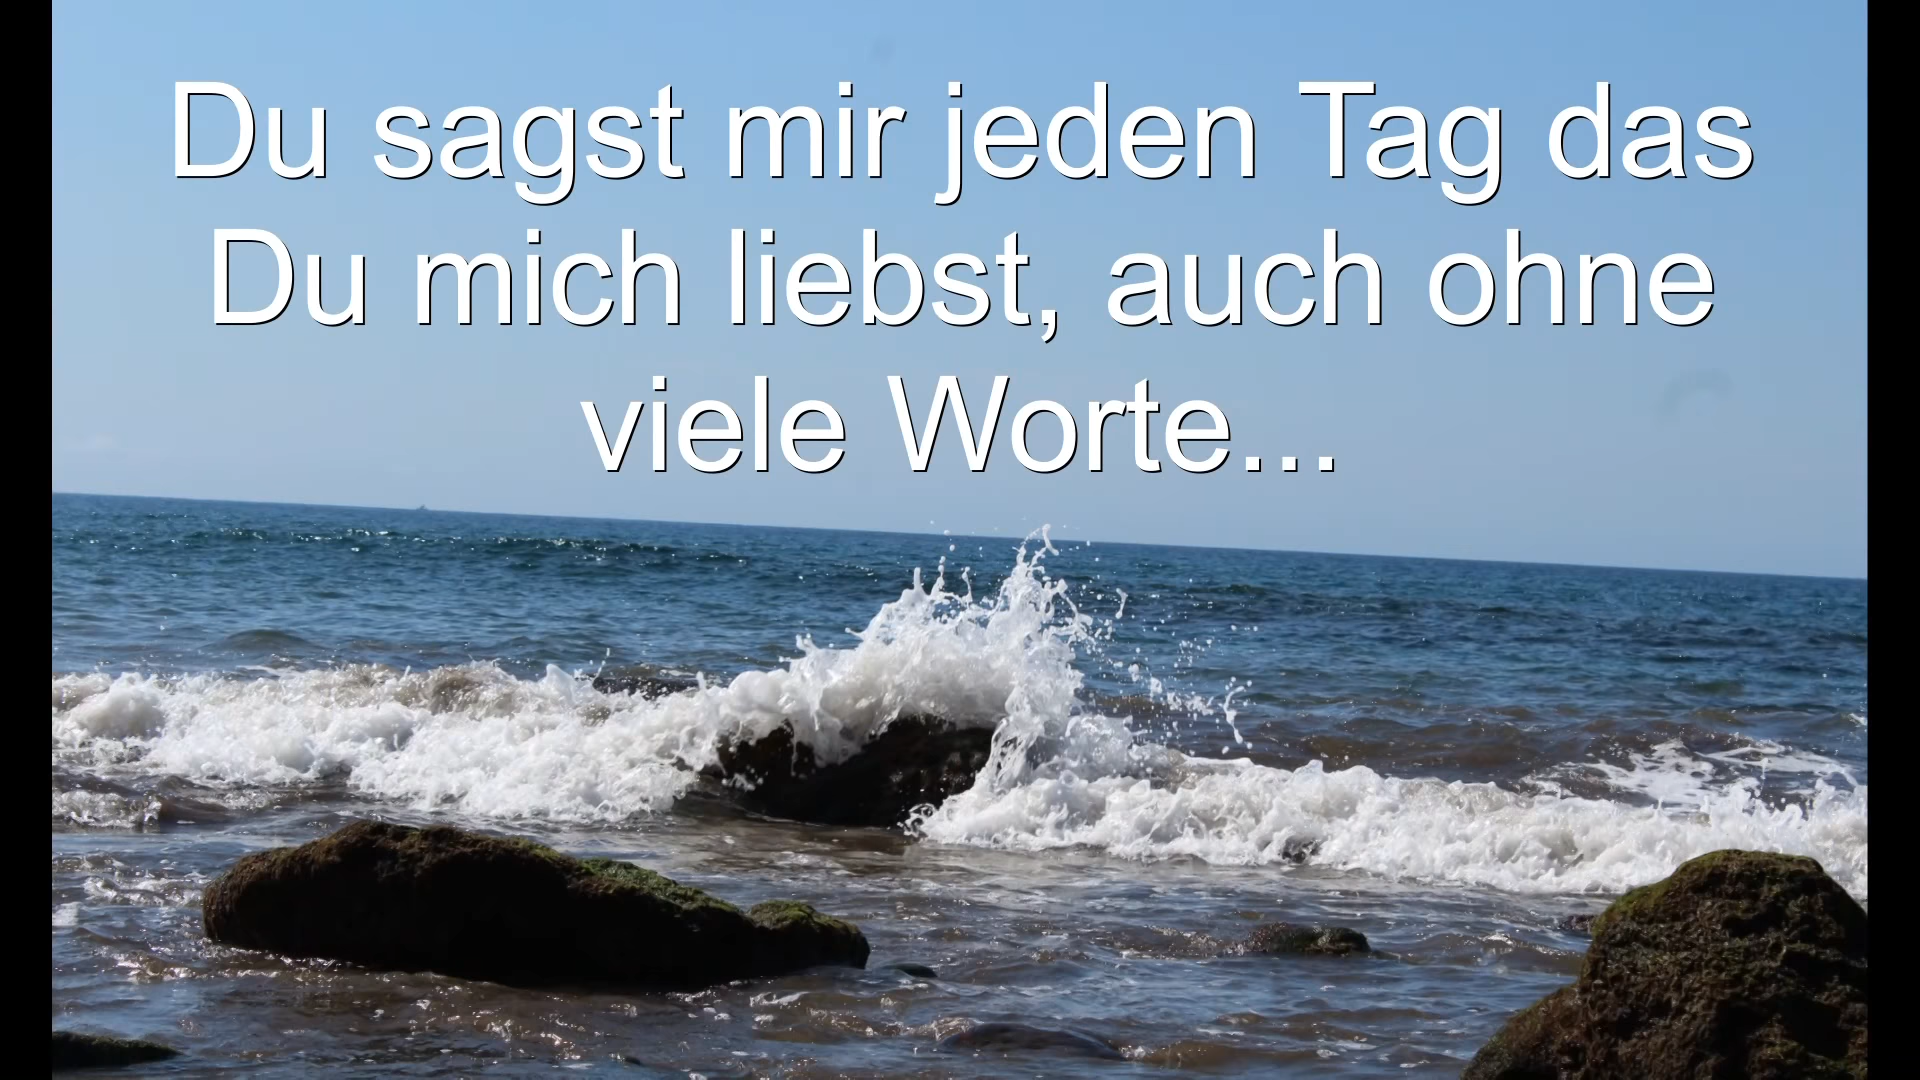 Du sagst mir jeden Tag das
Du mich liebst, auch ohne
viele Worte...